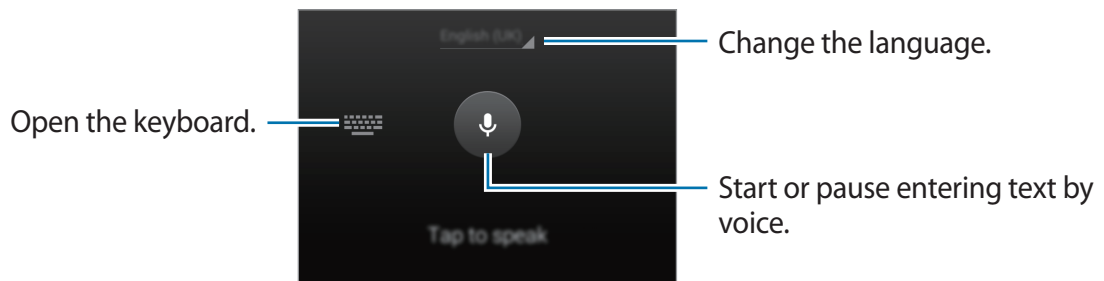 English (UK)
Change the language.
Open the keyboard.
Start or pause entering text by
voice.
Tap to speak